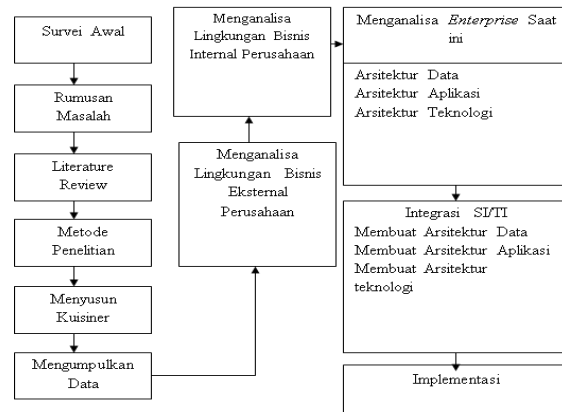 Survei Awal
Rumusan
Masalah
Literature
Review
Metode
Penelitian
Menyusun
Kuisiner
Mengumpulkan
Data
Menganalisa
Lingkungan Bisnis
Eksternal
Perusahaan
Menganalisa
Lingkungan Bisnis
Internal Perusahaan
Menganalisa Enterprise Saat
ini
Arsitektur Data
Arsitektur Aplikasi
Arsitektur Teknologi
Integrasi SI/TI
Membuat Arsitektur Data
Membuat Arsitektur Aplikasi
Membuat Arsitektur
teknologi
Implementasi